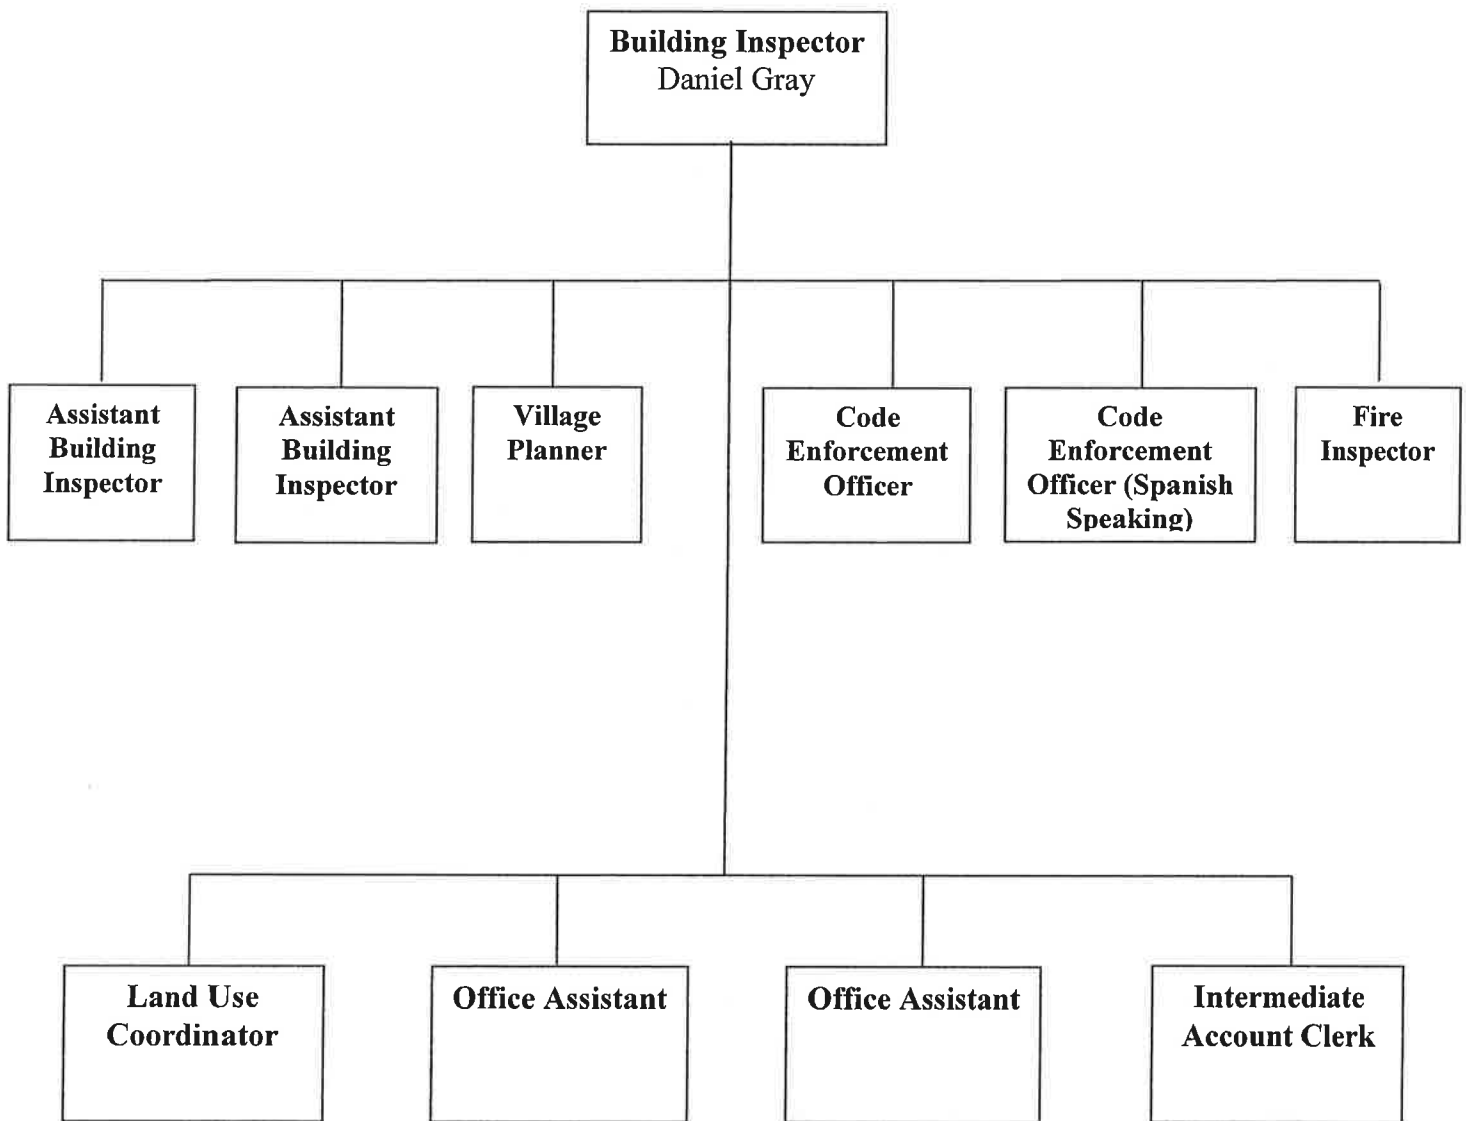 Building Inspector
Daniel Gray
Assistant
Building
Inspector
Assistant
Building
Inspector
Village
Planner
Code
Enforcement
Officer
Code
Enforcement
Officer (Spanish
Speaking)
Fire
Inspector
Land Use
Coordinator
Office Assistant
Office Assistant
Intermediate
Account Clerk